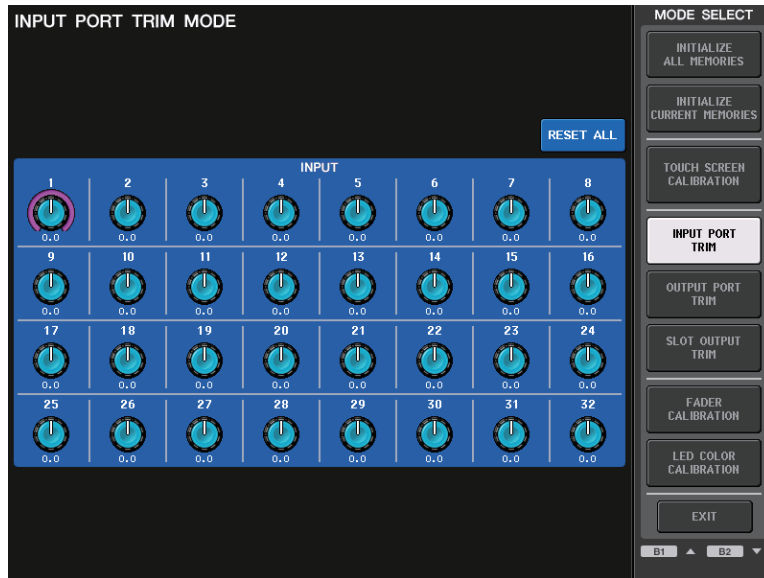 INPUT PORT TRIM MODE
RESET ALL
INPUT
1 2 3 4 5 6 7 8
0.0 0.0 0.0 0.0 0.0 0.0 0.0 0.0
9 10 11 12 13 14 15 16
0.0 0.0 0.0 0.0 0.0 0.0 0.0 0.0
17 18 19 20 21 22 23 24
0.0 0.0 0.0 0.0 0.0 0.0 0.0 0.0
25 26 27 28 29 30 31 32
0.0 0.0 0.0 0.0 0.0 0.0 0.0 0.0
MODE SELECT
INITIALIZE
ALL MEMORIES
INITIALIZE
CURRENT MEMORIES
TOUCH SCREEN
CALIBRATION
INPUT PORT
TRIM
OUTPUT PORT
TRIM
SLOT OUTPUT
TRIM
FADER
CALIBRATION
LED COLOR
CALIBRATION
EXIT
B1 ▲ B2 ▼